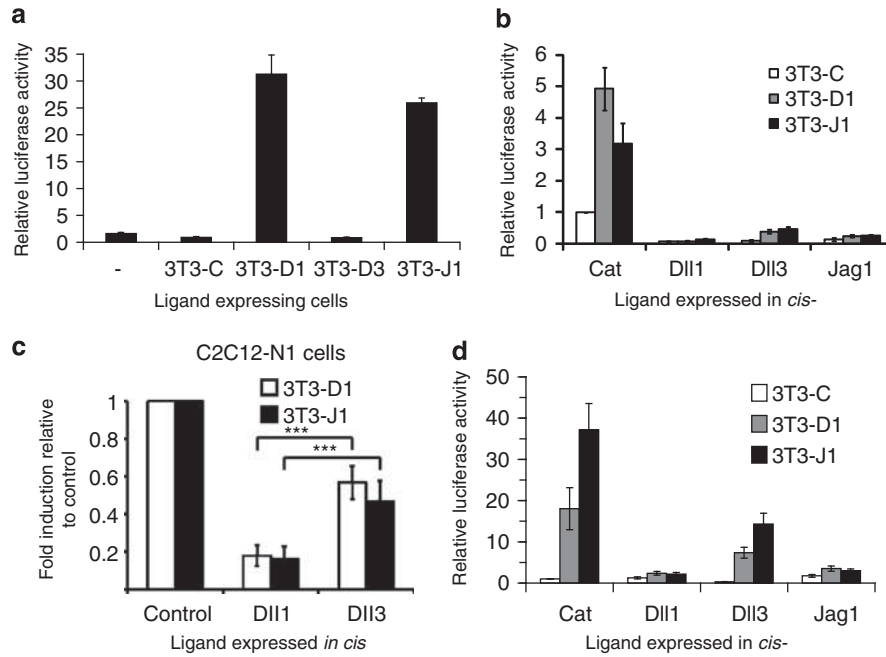 a
Relative luciferase activity
35
30
25
20
15
10
5
0
- 3T3-C 3T3-D1 3T3-D3 3T3-J1
Ligand expressing cells
b
Relative luciferase activity
6
5
4
3
2
1
0
3T3-C
3T3-D1
3T3-J1
Cat Dll1 Dll3 Jag1
Ligand expressed in cis-
c
C2C12-N1 cells
Fold induction relative
to control
1
0.8
0.6
0.4
0.2
3T3-D1
3T3-J1
***
***
Control Dll1 Dll3
Ligand expressed in cis
d
Relative luciferase activity
50
40
30
20
10
0
3T3-C
3T3-D1
3T3-J1
Cat Dll1 Dll3 Jag1
Ligand expressed in cis-